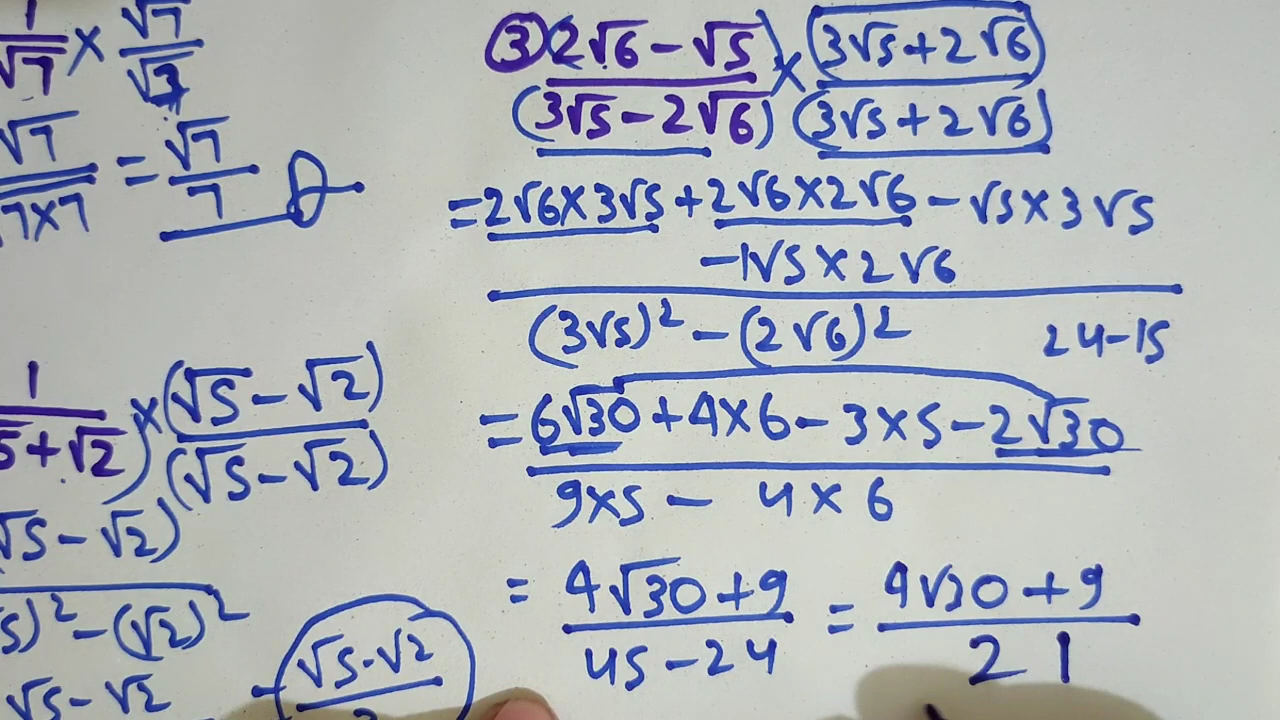 1/√7 × √7/√7
√7/7×7 = √7/7
1/√5+√2) × (√5-√2)/(√5-√2)
√5-√2)
5)² - (√2)²
√5-√2
= √5-√2
③ (2√6-√5)/(3√5-2√6) × (3√5+2√6)/(3√5+2√6)
= 2√6×3√5 + 2√6×2√6 - √5×3√5
-1√5×2√6
(3√5)² - (2√6)² 24-15
= 6√30 + 4×6 - 3×5 - 2√30
9×5 - 4×6
= 4√30+9/45-24 = 4√30+9/21